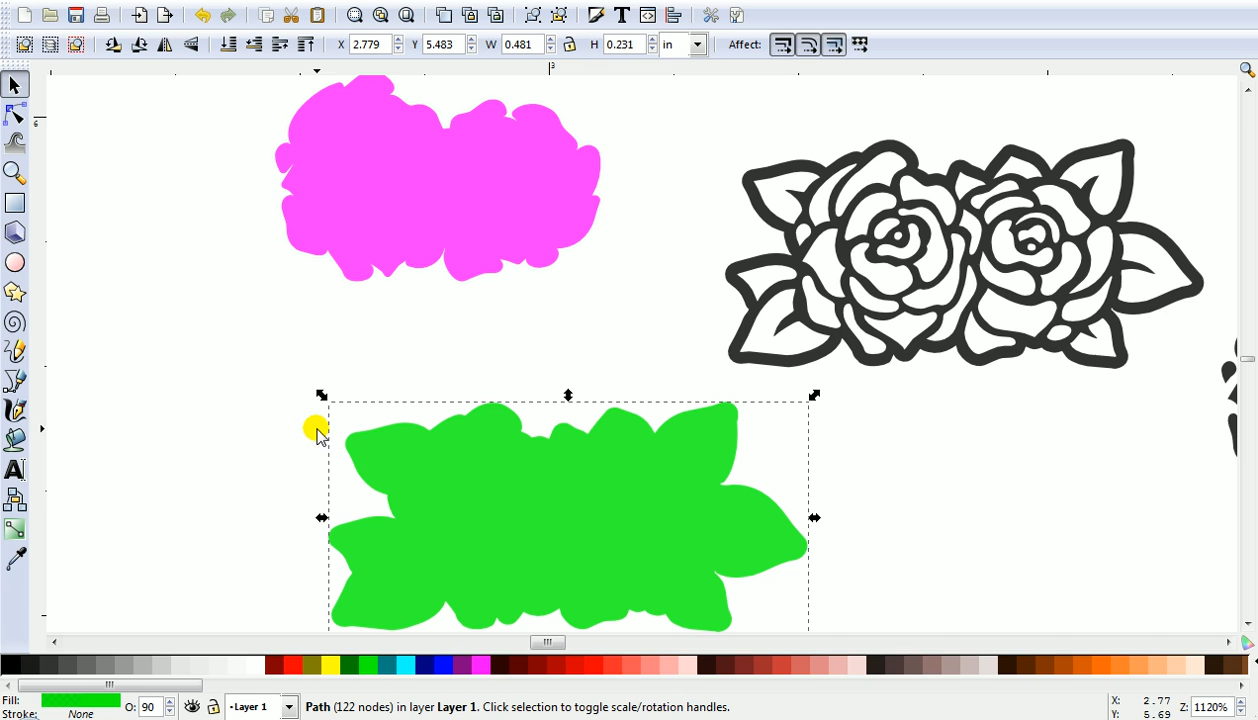 X 2.779 Y 5.483 W 0.481 H 0.231 in Affect:
3
6
Fill:
O: 90
Layer 1
Path (122 nodes) in layer Layer 1. Click selection to toggle scale/rotation handles.
X: 2.77
Z: 1120%
Stroke: None
Y: 5.69